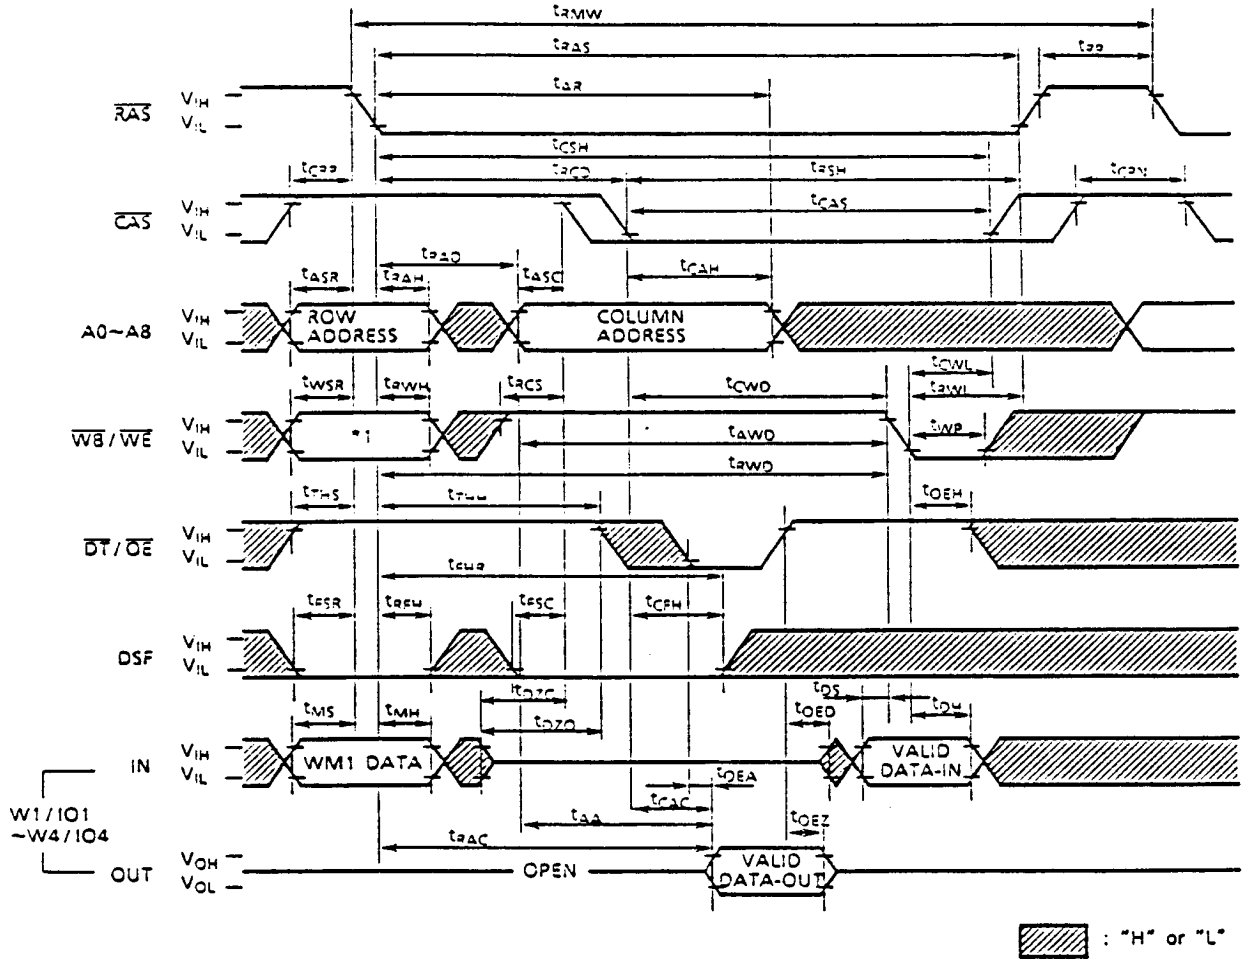 tRMW
tRAS
tRP
tAR
RAS VIH
VIL
tCSH
tCRP tRCD tRSH tCPN
CAS VIH
VIL
tCAS
tRAD
tASR tRAH tASC tCAH
A0~A8 VIH
VIL
ROW
ADDRESS
COLUMN
ADDRESS
tCWL
tWSR tRWH tRCS tCWD tRWL
WB/WE VIH
VIL
*1
tAWD
tWP
tRWD
tTHS tTHH tOEH
DT/OE VIH
VIL
tFHR
tFSR tRFH tFSC tCFH
DSF VIH
VIL
tDZC tDS
tMS tMH tDZO tOED tDH
IN VIH
VIL
WM1 DATA
VALID
DATA-IN
tOEA
W1/IO1
~W4/IO4
tCAC
tAA tOEZ
tRAC
OUT VOH
VOL
OPEN
VALID
DATA-OUT
: "H" or "L"